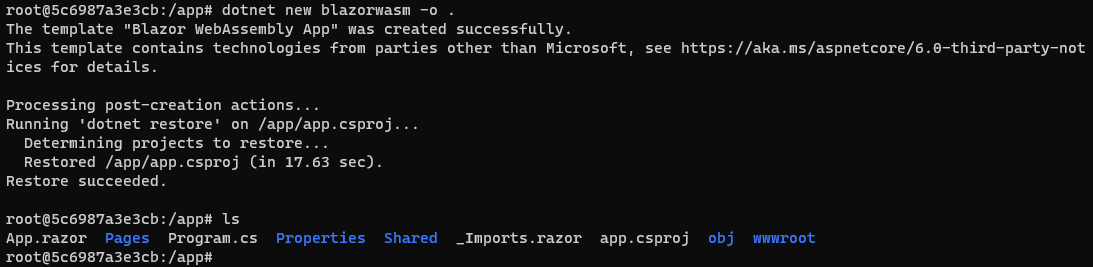 root@5c6987a3e3cb:/app# dotnet new blazorwasm -o .
The template "Blazor WebAssembly App" was created successfully.
This template contains technologies from parties other than Microsoft, see https://aka.ms/aspnetcore/6.0-third-party-not
ices for details.

Processing post-creation actions...
Running 'dotnet restore' on /app/app.csproj...
  Determining projects to restore...
  Restored /app/app.csproj (in 17.63 sec).
Restore succeeded.

root@5c6987a3e3cb:/app# ls
App.razor  Pages  Program.cs  Properties  Shared  _Imports.razor  app.csproj  obj  wwwroot
root@5c6987a3e3cb:/app#